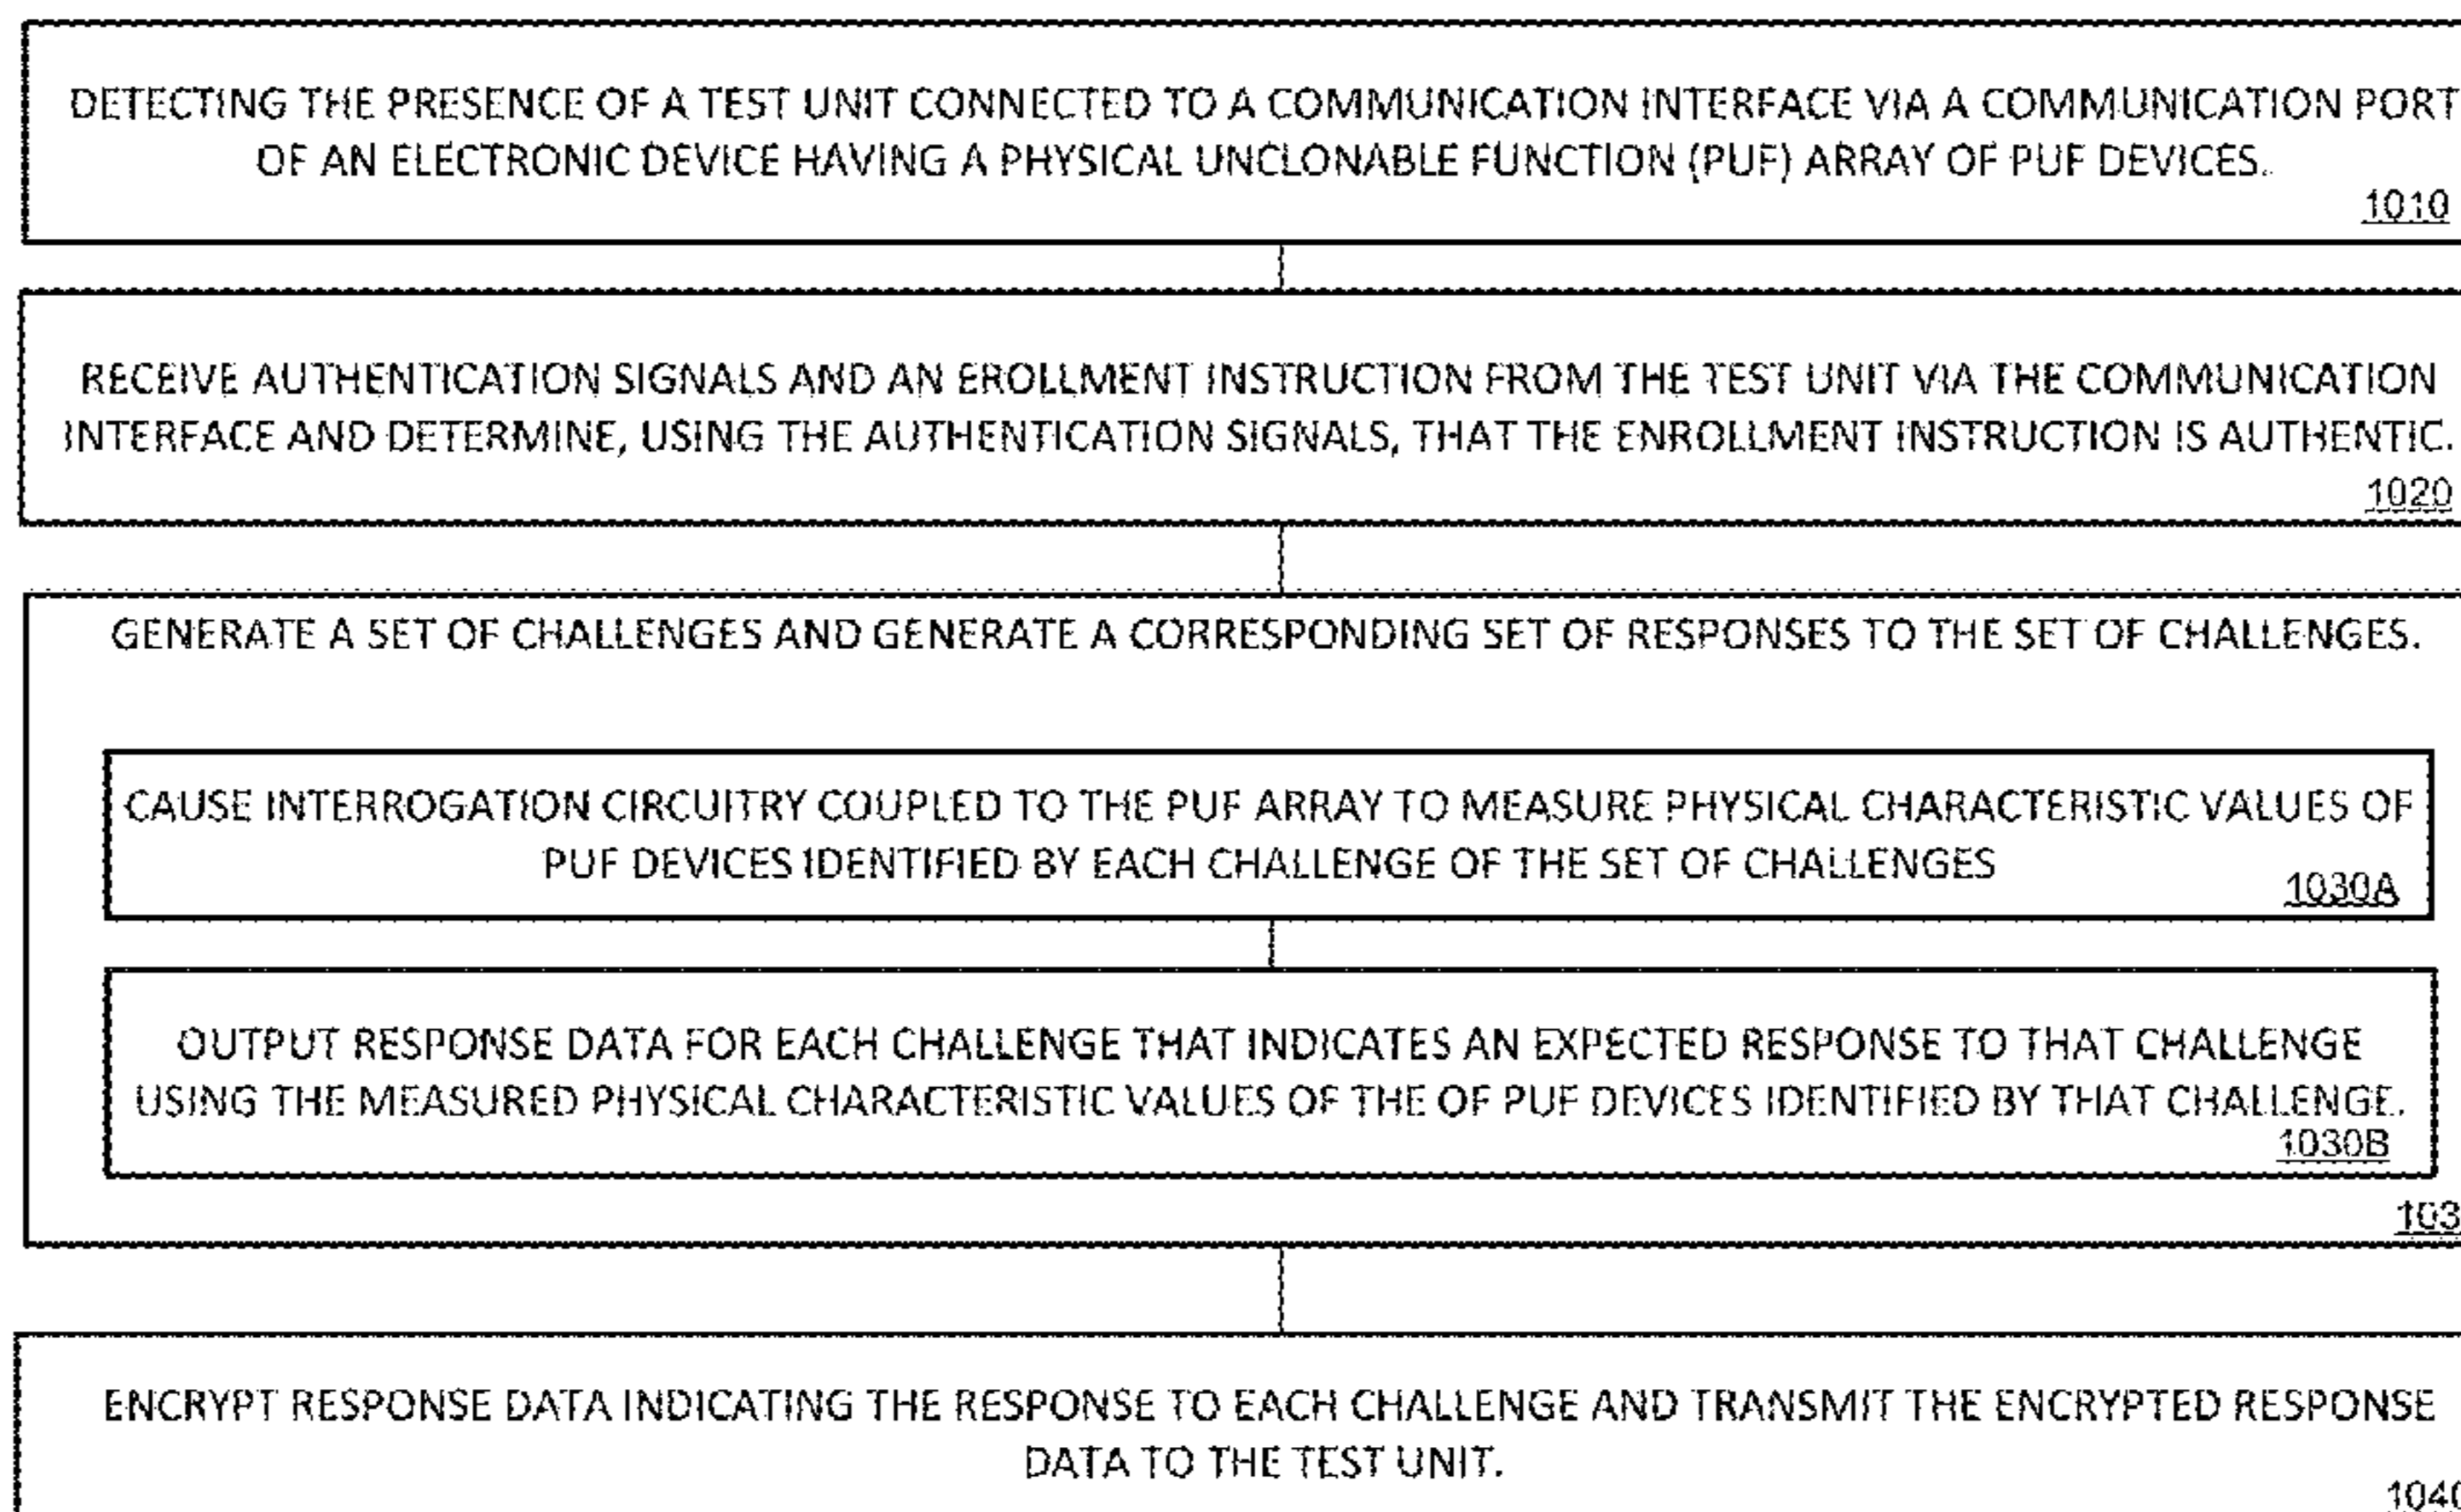 DETECTING THE PRESENCE OF A TEST UNIT CONNECTED TO A COMMUNICATION INTERFACE VIA A COMMUNICATION PORT
OF AN ELECTRONIC DEVICE HAVING A PHYSICAL UNCLONABLE FUNCTION (PUF) ARRAY OF PUF DEVICES.
1010
RECEIVE AUTHENTICATION SIGNALS AND AN EROLLMENT INSTRUCTION FROM THE TEST UNIT VIA THE COMMUNICATION
INTERFACE AND DETERMINE, USING THE AUTHENTICATION SIGNALS, THAT THE ENROLLMENT INSTRUCTION IS AUTHENTIC.
1020
GENERATE A SET OF CHALLENGES AND GENERATE A CORRESPONDING SET OF RESPONSES TO THE SET OF CHALLENGES.
CAUSE INTERROGATION CIRCUITRY COUPLED TO THE PUF ARRAY TO MEASURE PHYSICAL CHARACTERISTIC VALUES OF
PUF DEVICES IDENTIFIED BY EACH CHALLENGE OF THE SET OF CHALLENGES
1030A
OUTPUT RESPONSE DATA FOR EACH CHALLENGE THAT INDICATES AN EXPECTED RESPONSE TO THAT CHALLENGE
USING THE MEASURED PHYSICAL CHARACTERISTIC VALUES OF THE OF PUF DEVICES IDENTIFIED BY THAT CHALLENGE.
1030B
103
ENCRYPT RESPONSE DATA INDICATING THE RESPONSE TO EACH CHALLENGE AND TRANSMIT THE ENCRYPTED RESPONSE
DATA TO THE TEST UNIT.
1040